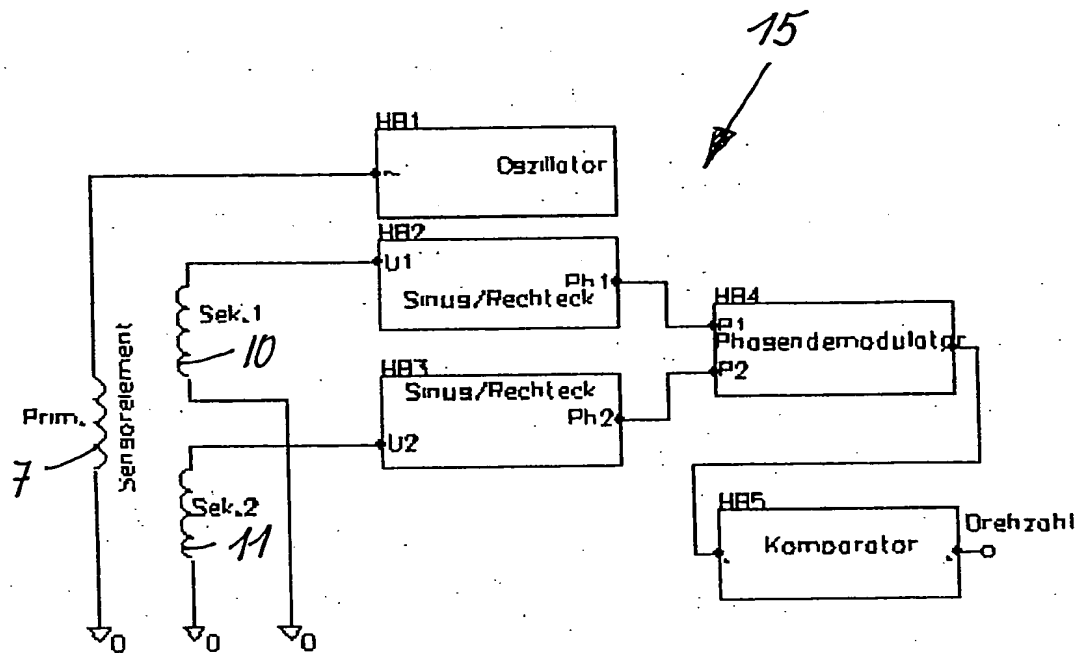 15
HB1
~
Oszillator
HB2
U1
Ph1
Sinus/Rechteck
Sek.1
10
HB3
Sinus/Rechteck
Ph2
U2
HB4
P1
Phasendemodulator
P2
Prim.
7
Sensorelement
Sek.2
11
HB5
Komparator
Drehzahl
0
0
0